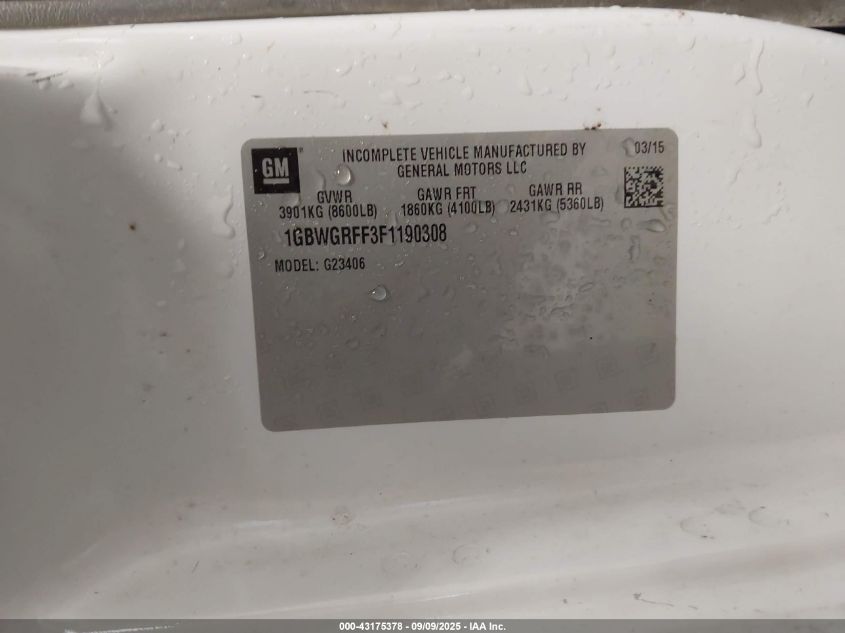 GM
INCOMPLETE VEHICLE MANUFACTURED BY
GENERAL MOTORS LLC
03/15
GVWR GAWR FRT GAWR RR
3901KG (8600LB) 1860KG (4100LB) 2431KG (5360LB)
1GBWGRFF3F1190308
MODEL: G23406
000-43175378 - 09/09/2025 - IAA Inc.